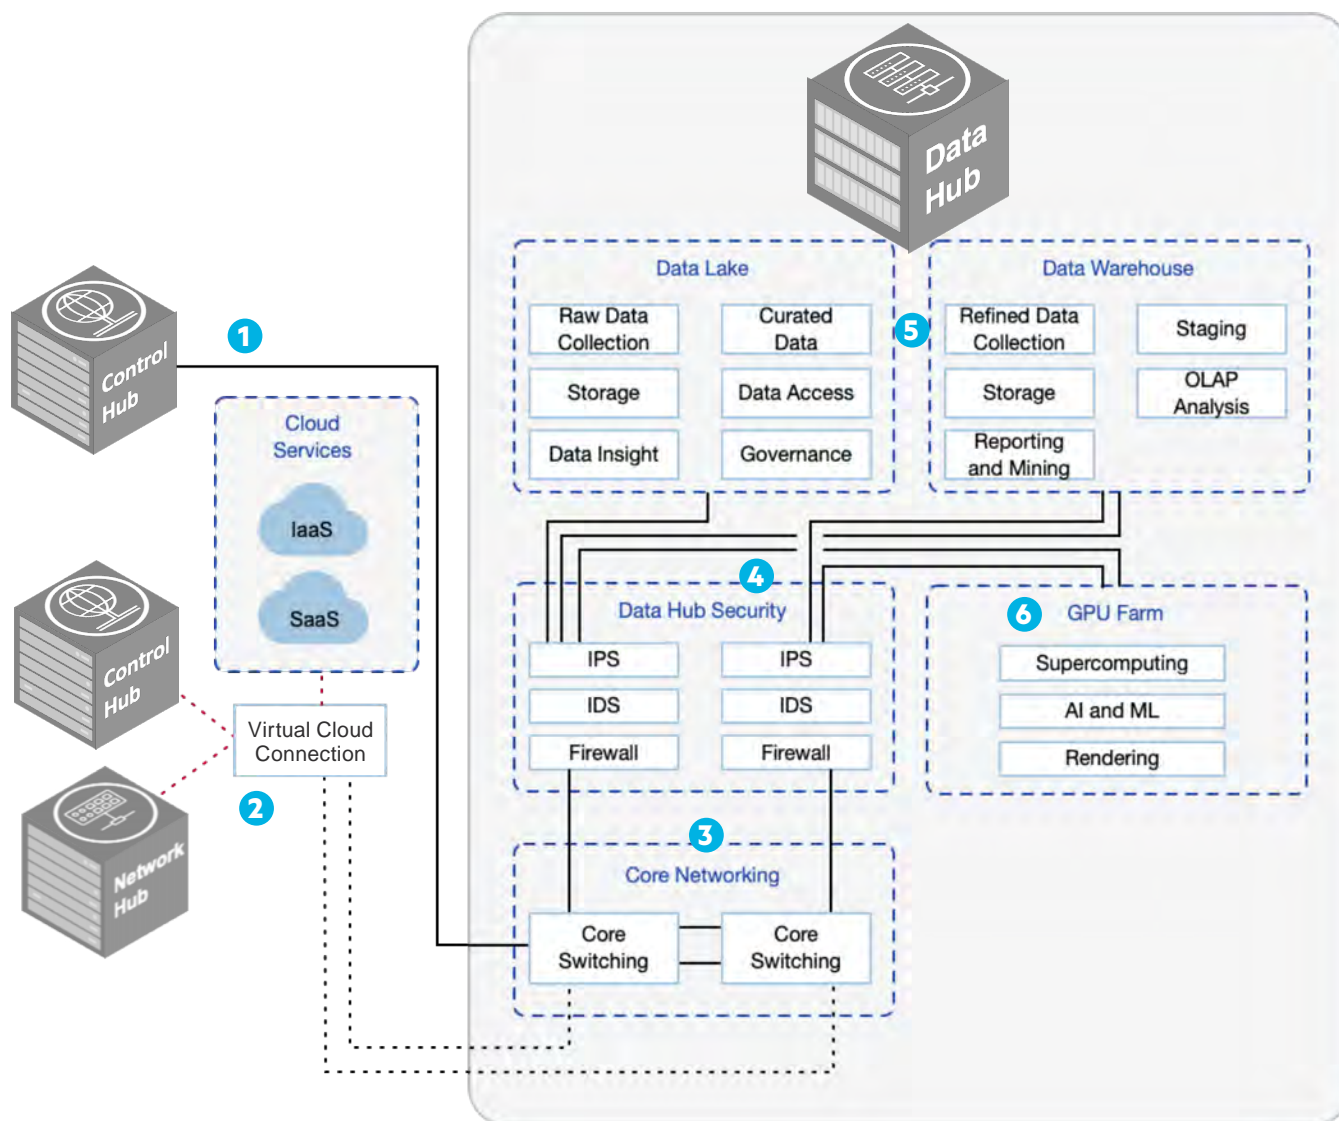 Data
Hub
Data Lake
Raw Data
Collection
Curated
Data
Storage
Data Access
Data Insight
Governance
5
Data Warehouse
Refined Data
Collection
Staging
Storage
OLAP
Analysis
Reporting
and Mining
Control
Hub
1
Cloud
Services
IaaS
SaaS
Control
Hub
Virtual Cloud
Connection
2
Network
Hub
4
Data Hub Security
IPS
IPS
IDS
IDS
Firewall
Firewall
6
GPU Farm
Supercomputing
AI and ML
Rendering
3
Core Networking
Core
Switching
Core
Switching